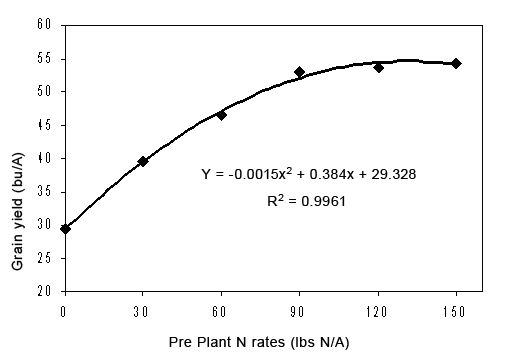 60
55
50
45
40
35
30
25
20
Grain yield (bu/A)
Y = -0.0015x² + 0.384x + 29.328
R² = 0.9961
0 30 60 90 120 150
Pre Plant N rates (lbs N/A)